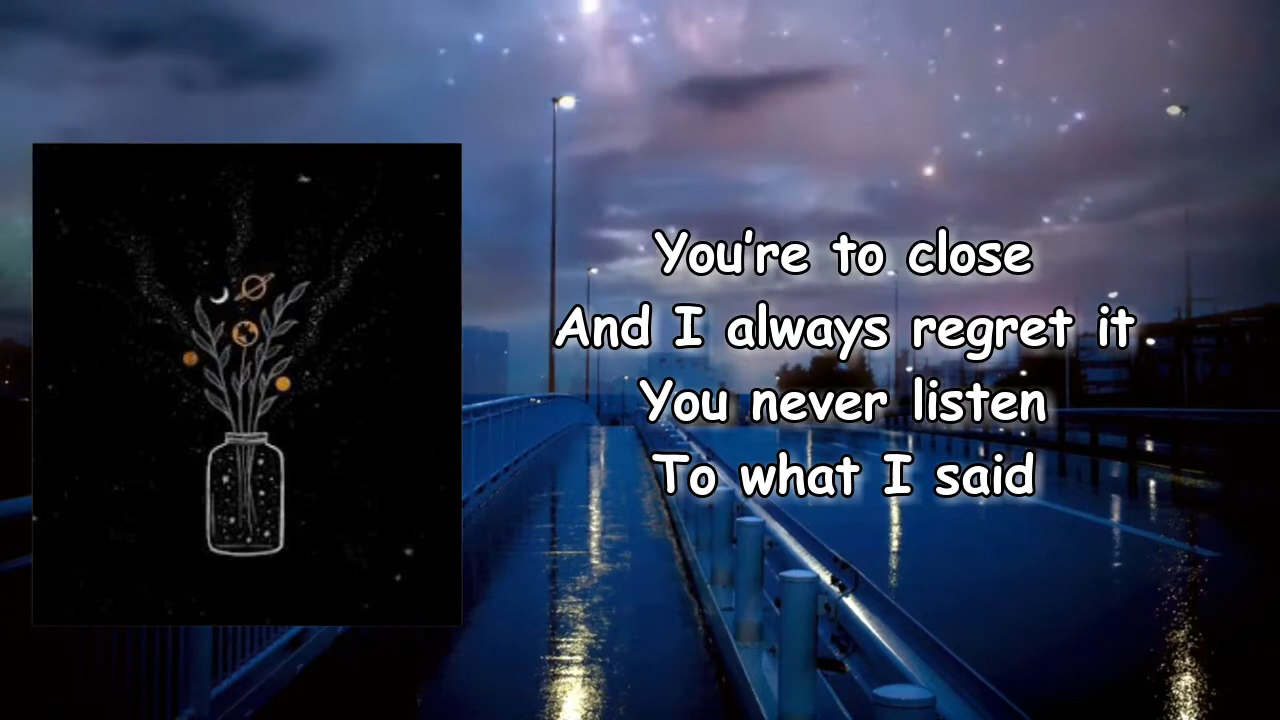 You're to close
And I always regret it
You never listen
To what I said